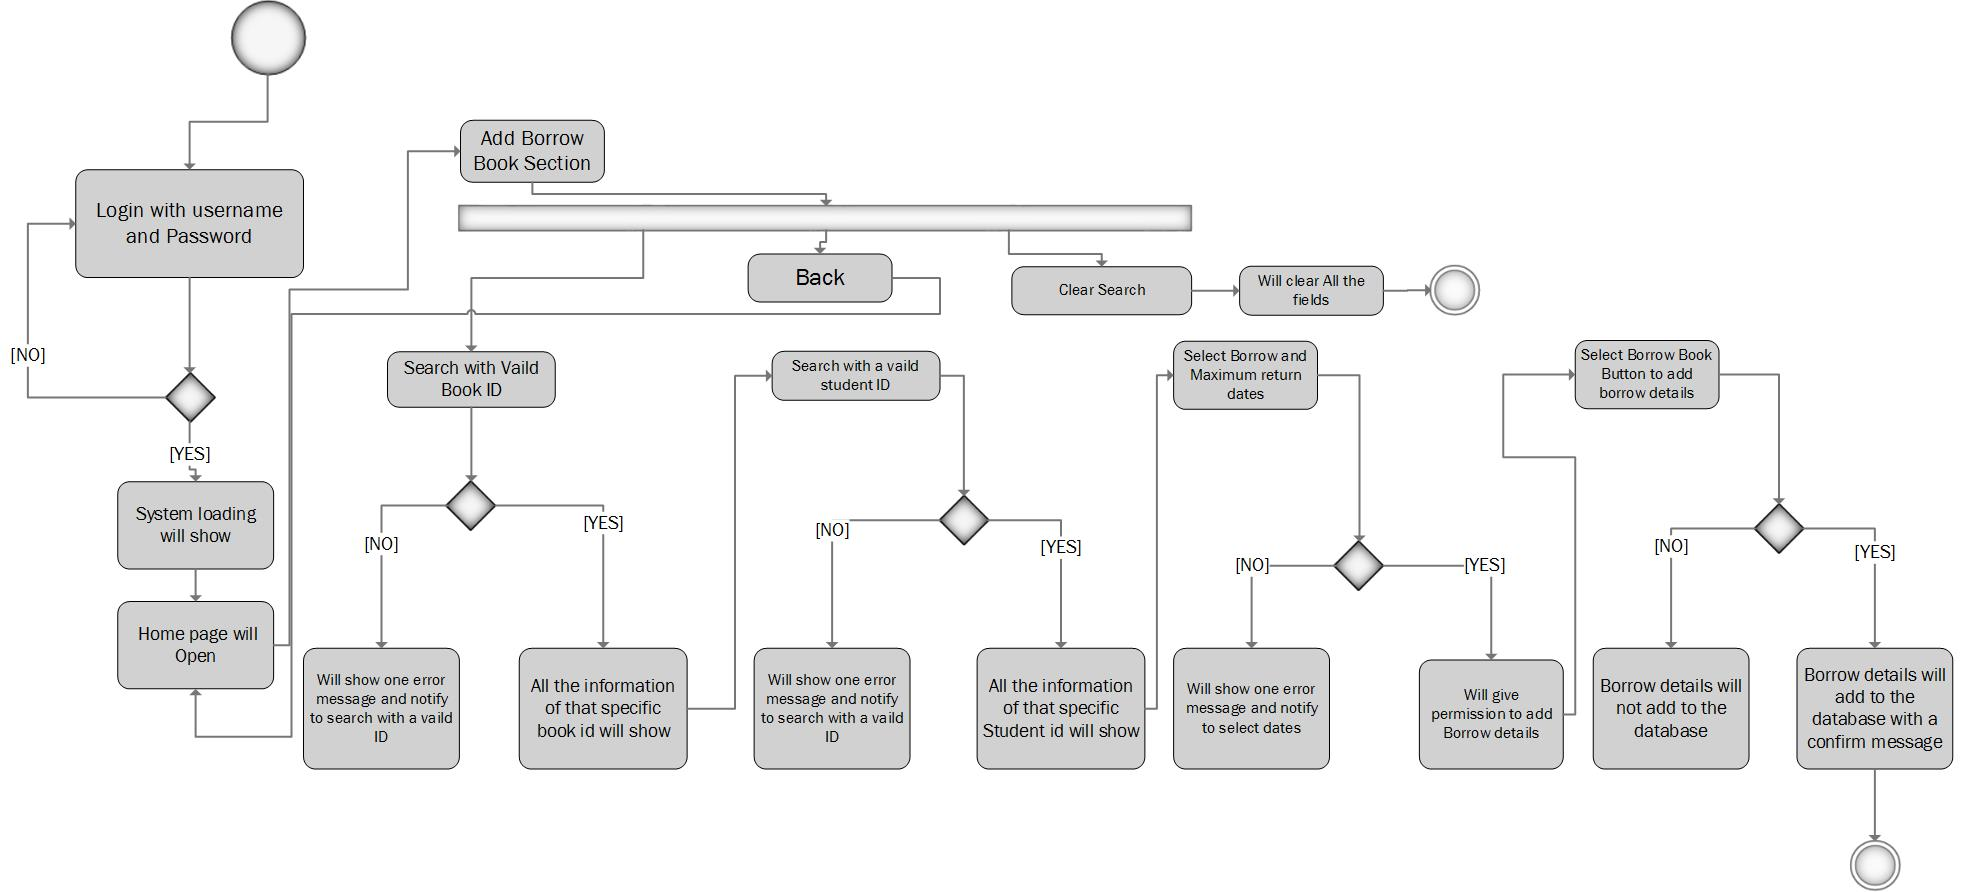 Add Borrow
Book Section
Login with username
and Password
Back
Clear Search
Will clear All the
fields
[NO]
Search with Vaild
Book ID
Search with a vaild
student ID
Select Borrow and
Maximum return
dates
Select Borrow Book
Button to add
borrow details
[YES]
System loading
will show
Home page will
Open
[NO]
[YES]
[NO]
[YES]
[NO]
[YES]
[NO]
[YES]
Will show one error
message and notify
to search with a vaild
ID
All the information
of that specific
book id will show
Will show one error
message and notify
to search with a vaild
ID
All the information
of that specific
Student id will show
Will show one error
message and notify
to select dates
Will give
permission to add
Borrow details
Borrow details will
not add to the
database
Borrow details will
add to the
database with a
confirm message